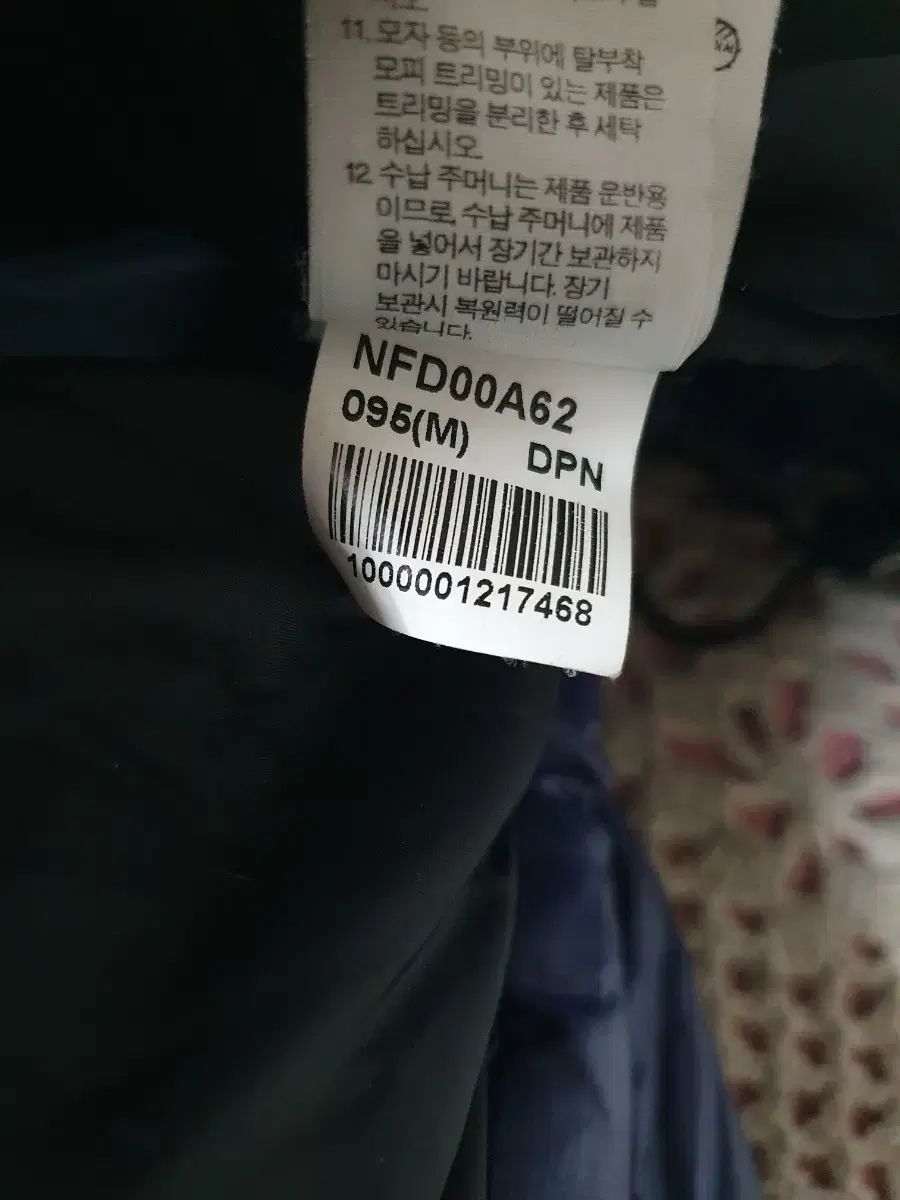 11. 모자 등의 부위에 탈부착
모피 트리밍이 있는 제품은
트리밍을 분리한 후 세탁
하십시오.
12. 수납 주머니는 제품 운반용
이므로, 수납 주머니에 제품
을 넣어서 장기간 보관하지
마시기 바랍니다. 장기
보관시 복원력이 떨어질 수
있습니다.
NFD00A62
095(M)
DPN
1000001217468